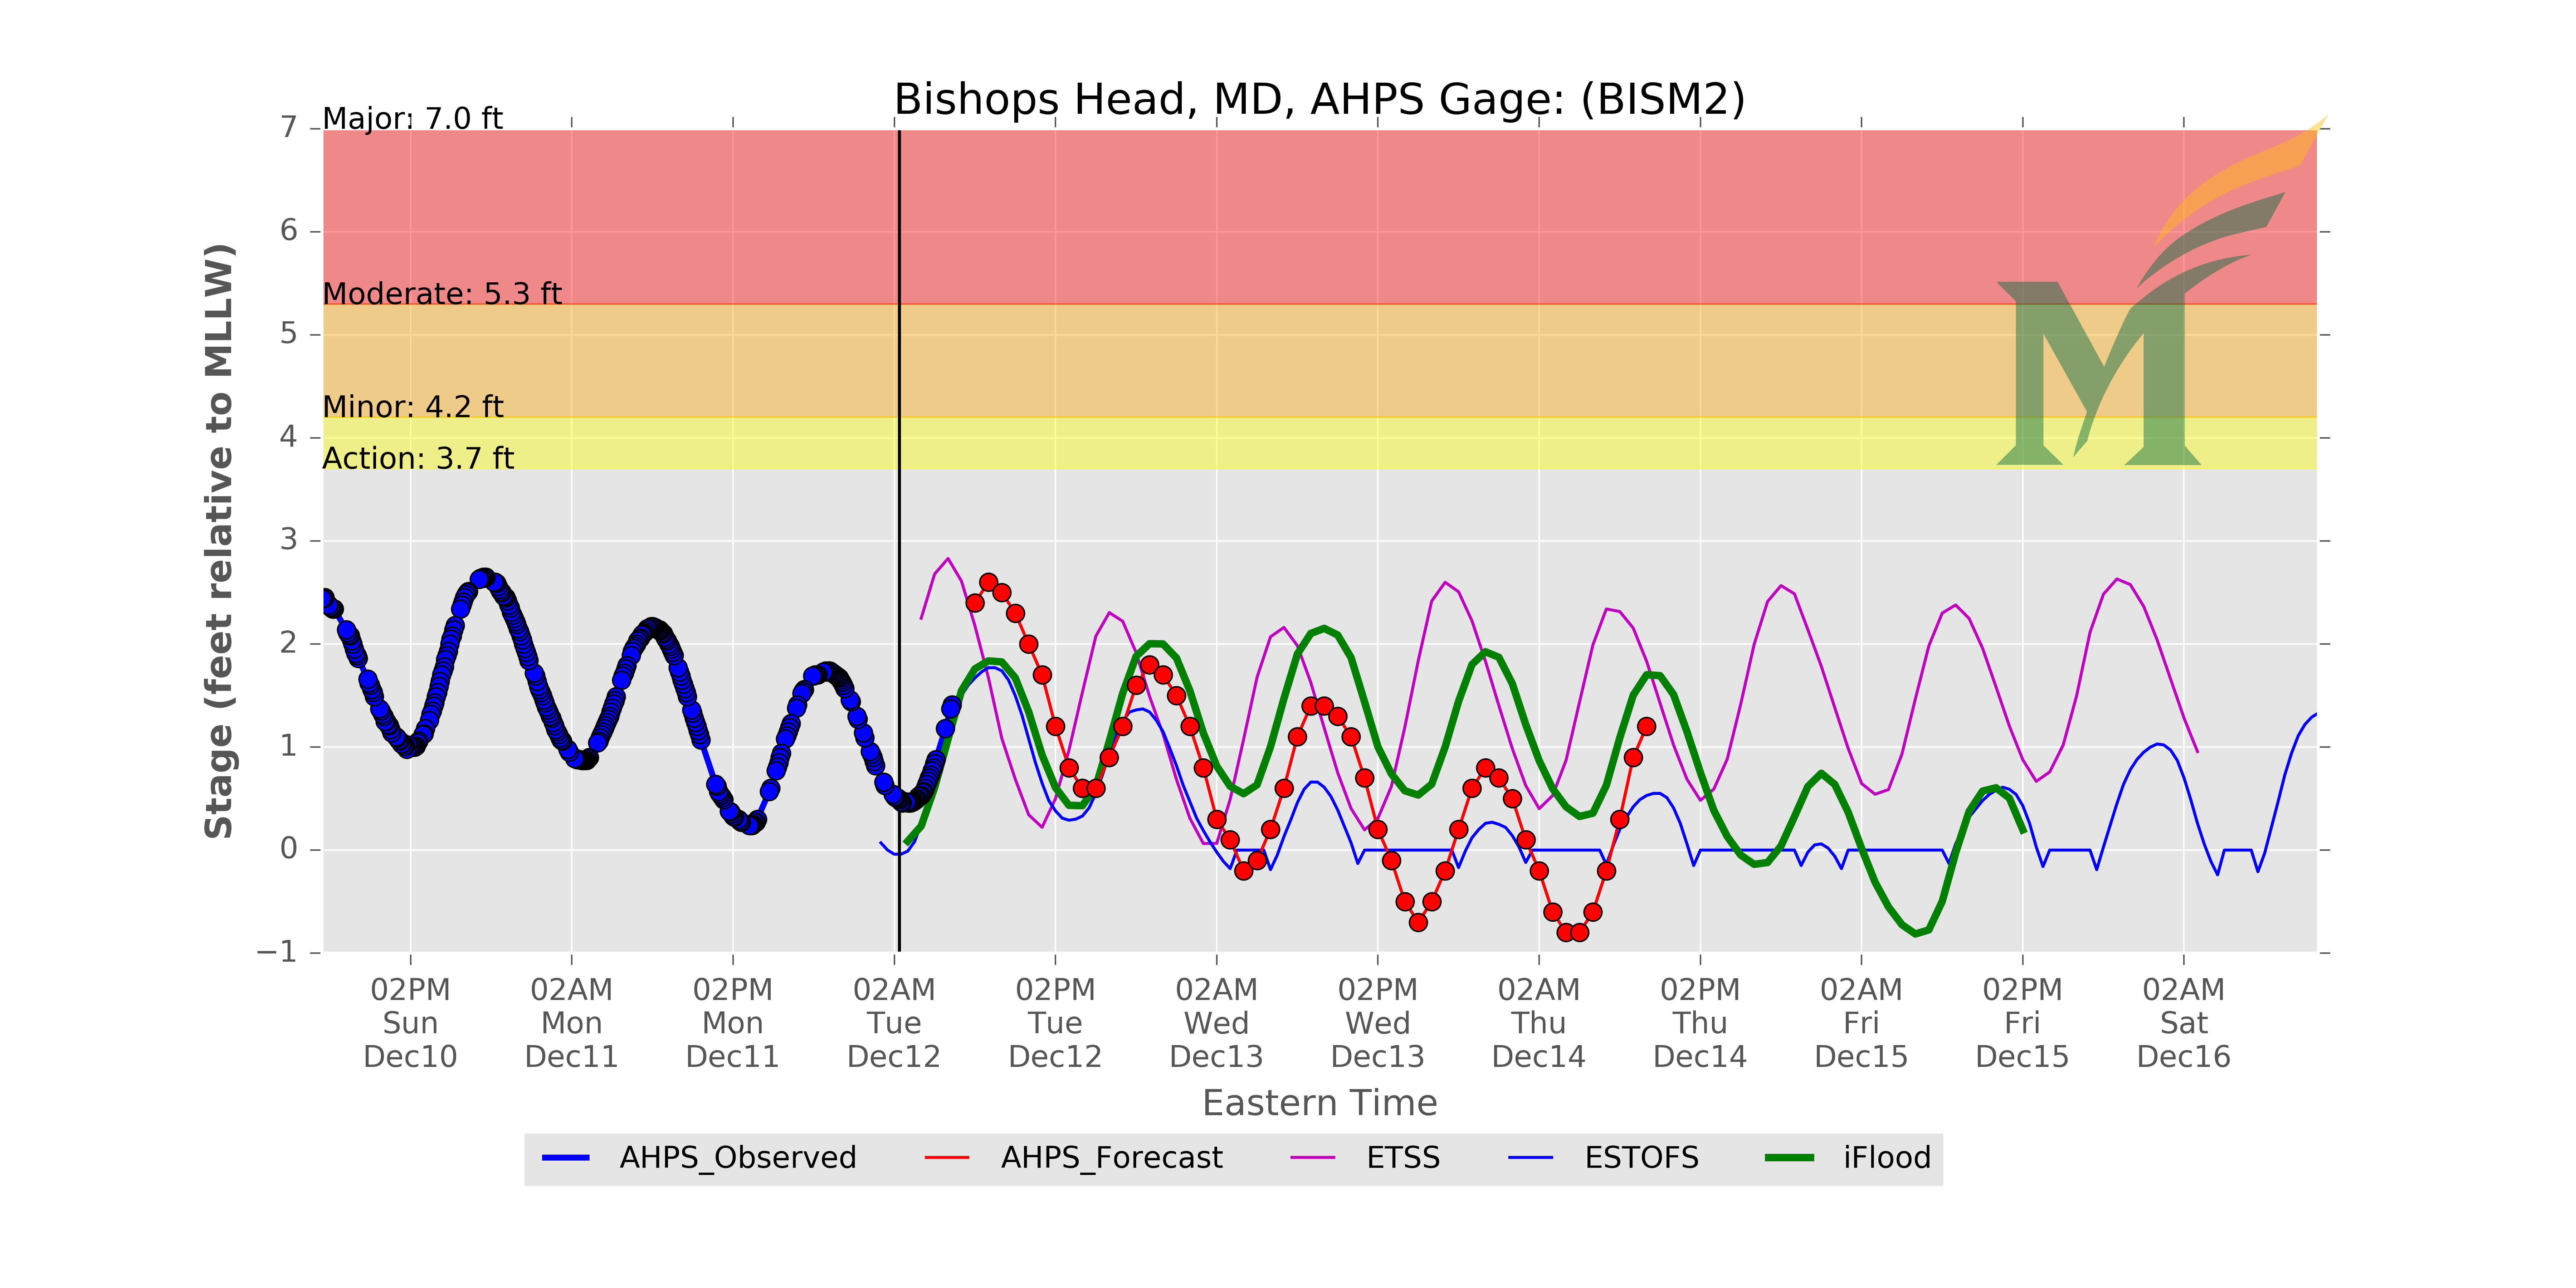 Bishops Head, MD, AHPS Gage: (BISM2)
Major: 7.0 ft
Moderate: 5.3 ft
Minor: 4.2 ft
Action: 3.7 ft
7
6
5
4
3
2
1
0
−1
Stage (feet relative to MLLW)
02PM 02AM 02PM 02AM 02PM 02AM 02PM 02AM 02PM 02AM 02PM 02AM
Sun Mon Mon Tue Tue Wed Wed Thu Thu Fri Fri Sat
Dec10 Dec11 Dec11 Dec12 Dec12 Dec13 Dec13 Dec14 Dec14 Dec15 Dec15 Dec16
Eastern Time
AHPS_Observed AHPS_Forecast ETSS ESTOFS iFlood